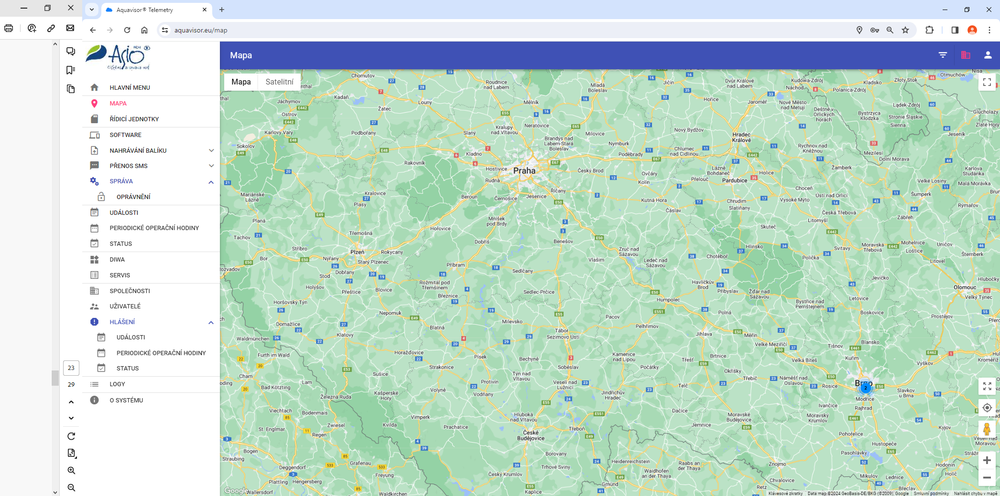 Aquavisor® Telemetry
aquavisor.eu/map
new
ASIO
čištění a úprava vod
Mapa
HLAVNÍ MENU
MAPA
ŘÍDICÍ JEDNOTKY
SOFTWARE
NAHRÁVÁNÍ BALÍKU
PŘENOS SMS
SPRÁVA
OPRÁVNĚNÍ
UDÁLOSTI
PERIODICKÉ OPERAČNÍ HODINY
STATUS
DIWA
SERVIS
SPOLEČNOSTI
UŽIVATELÉ
HLÁŠENÍ
UDÁLOSTI
PERIODICKÉ OPERAČNÍ HODINY
STATUS
LOGY
O SYSTÉMU
23
29
Mapa
Satelitní
Chomutov
Roudnice
nad Labem
Mladá
Boleslav
Jičín
Dvůr Králové
nad Labem
Kudowa-Zdrój
Náchod
Polanica-Zdrój
Kladsko
Złoty Stok
Otmuchów
Nisa
Jáchymov
Kadaň
Louny
Mělník
Hořice
Jaroměř
Nové Město
nad Metují
Lądek-Zdrój
Ostrov
Žatec
Deštné v
Orlických
horách
Bystrzyca
Kłodzka
Stronie Śląskie
Sienna
Głuchołazy
Zlaté Hory
Karlovy Vary
Podbořany
Slaný
Kralupy
nad Vltavou
Neratovice
Milovice
Nový Bydžov
Jeseník
Sokolov
Brandýs nad
Labem-Stará
Boleslav
Nymburk
Hradec
Králové
Rychnov nad
Kněžnou
Kladno
Poděbrady
Chlumec
nad Cidlinou
Mezilesí
Dolni Morava
Rakovník
Hostivice
Praha
Český Brod
Ovčáry
Lázně
Bohdaneč
Holice
Žamberk
Karlova
Studánka
Rudná
Říčany
Kolín
Přelouč
Pardubice
Velké Losiny
Malá Morávka
Mariánské
Lázně
Kralovice
Beroun
Černošice
Jesenice
Kutná Hora
Choceň
Ústí nad Orlicí
Šumperk
Brun
Plasy
Čáslav
Chrudim
Slatiňany
Vysoké Mýto
Česká Třebová
Rýmařov
Planá
Mníšek
pod Brdy
Litomyšl
Zábřeh
Tachov
Třemošná
Hořovice
Dobříš
Benešov
Skuteč
Stříbro
Plzeň
Rokycany
Zruč nad
Sázavou
Hlinsko
Svitavy
Moravská
Třebová
Mohelnice
Loštice
Uničov
Šternberk
Bor
Nýřany
Starý Plzenec
Příbram
Vlašim
Ledeč nad
Sázavou
Chotěboř
Polička
Litovel
Dobřany
Stod
Sedlčany
Jevíčko
Hlubočky
Holýšov
Přeštice
Blovice
Rožmitál pod
Třemšínem
Březnice
Sedlec-Prčice
Havlíčkův
Brod
Přibyslav
Žďár nad
Sázavou
Olomouc
Velký Týnec
Horšovský Týn
Humpolec
Bystřice nad
Pernštejnem
Letovice
Nepomuk
Pacov
Polná
Boskovice
Prostějov
Domažlice
Klatovy
Blatná
Milevsko
Tábor
Sezimovo Ústí
Pelhřimov
Jihlava
Měřín
Waldmünchen
Velké Meziříčí
Tišnov
Blansko
Furth im Wald
Horažďovice
Písek
Bechyně
Kamenice
nad Lipou
Třešť
Brtnice
Velká Bíteš
Kuřim
Vyškov
Kroměříž
Cham
Sušice
Strakonice
Týn nad
Vltavou
Soběslav
Počátky
Okříšky
Bad Kötzting
Lam
Protivín
Veselí nad
Lužnicí
Telč
Třebíč
Náměšť nad
Oslavou
Rosice
Brno
2
Železná Ruda
Kašperské
Hory
Volyně
Vodňany
Jindřichův
Hradec
Slavkov
u Brna
Modřice
Viechtach
Bodenmais
Vimperk
Hluboká
nad Vltavou
Dačice
Moravské
Budějovice
Ivančice
Rajhrad
Moravský
Krumlov
St. Englmar
Zwiesel
Kvilda
Prachatice
Třeboň
Jemnice
Kyjov
Regen
České
Budějovice
Pohořelice
Veselí nad
Moravou
Bogen
Borovany
Hustopeče
Pasohlávky
Straubing
Grafenau
Trhové Sviny
Heidenreichstein
Raabs an
der Thaya
Znojmo
Hodonín
Deggendorf
Freyung
Český Krumlov
Waidhofen
an der Thaya
Mikulov
Lednice
Holíč
Plattling
Hengersberg
Chvalovice
Wallersdorf
Waldkirchen
Kaplice
Gmünd
Retz
Břeclav
Google
Klávesové zkratky
Data map ©2024 GeoBasis-DE/BKG (©2009), Google
Smluvní podmínky
Nahlásit chybu v mapě